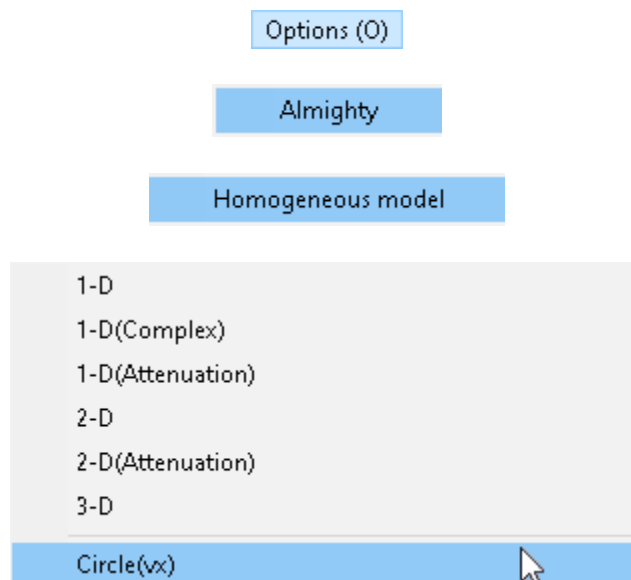 Options (O)
Almighty
Homogeneous model
1-D
1-D(Complex)
1-D(Attenuation)
2-D
2-D(Attenuation)
3-D
Circle(vx)